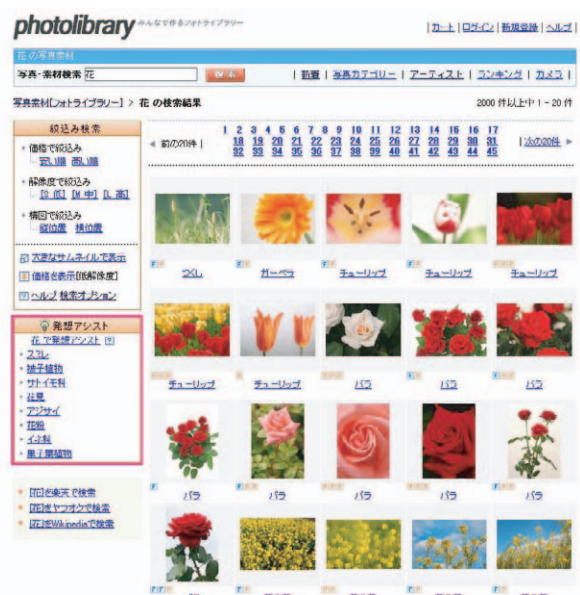 photolibrary みんなで作るフォトライブラリー
| カート | ログイン | 新規登録 | ヘルプ |
花 の写真素材
写真・素材検索 花 検索
| 新着 | 写真カテゴリー | アーティスト | ランキング | カメラ |
写真素材[フォトライブラリー] > 花 の検索結果
2000 件以上中 1 - 20 件
絞込み検索
価格で絞込み
安い順 高い順
解像度で絞込み
[S 低] [M 中] [L 高]
構図で絞込み
縦位置 横位置
大きなサムネイルで表示
価格を表示[低解像度]
ヘルプ 検索オプション
発想アシスト
花 で発想アシスト [?]
スミレ
被子植物
サトイモ科
花見
アジサイ
花粉
イネ科
単子葉植物
[花]を楽天で検索
[花]をヤフオクで検索
[花]をWikipediaで検索
前の20件 |
1 2 3 4 5 6 7 8 9 10 11 12 13 14 15 16 17
18 19 20 21 22 23 24 25 26 27 28 29 30 31
32 33 34 35 36 37 38 39 40 41 42 43 44 45
| 次の20件
つくし ガーベラ チューリップ チューリップ チューリップ
チューリップ チューリップ バラ バラ バラ
バラ バラ バラ バラ バラ